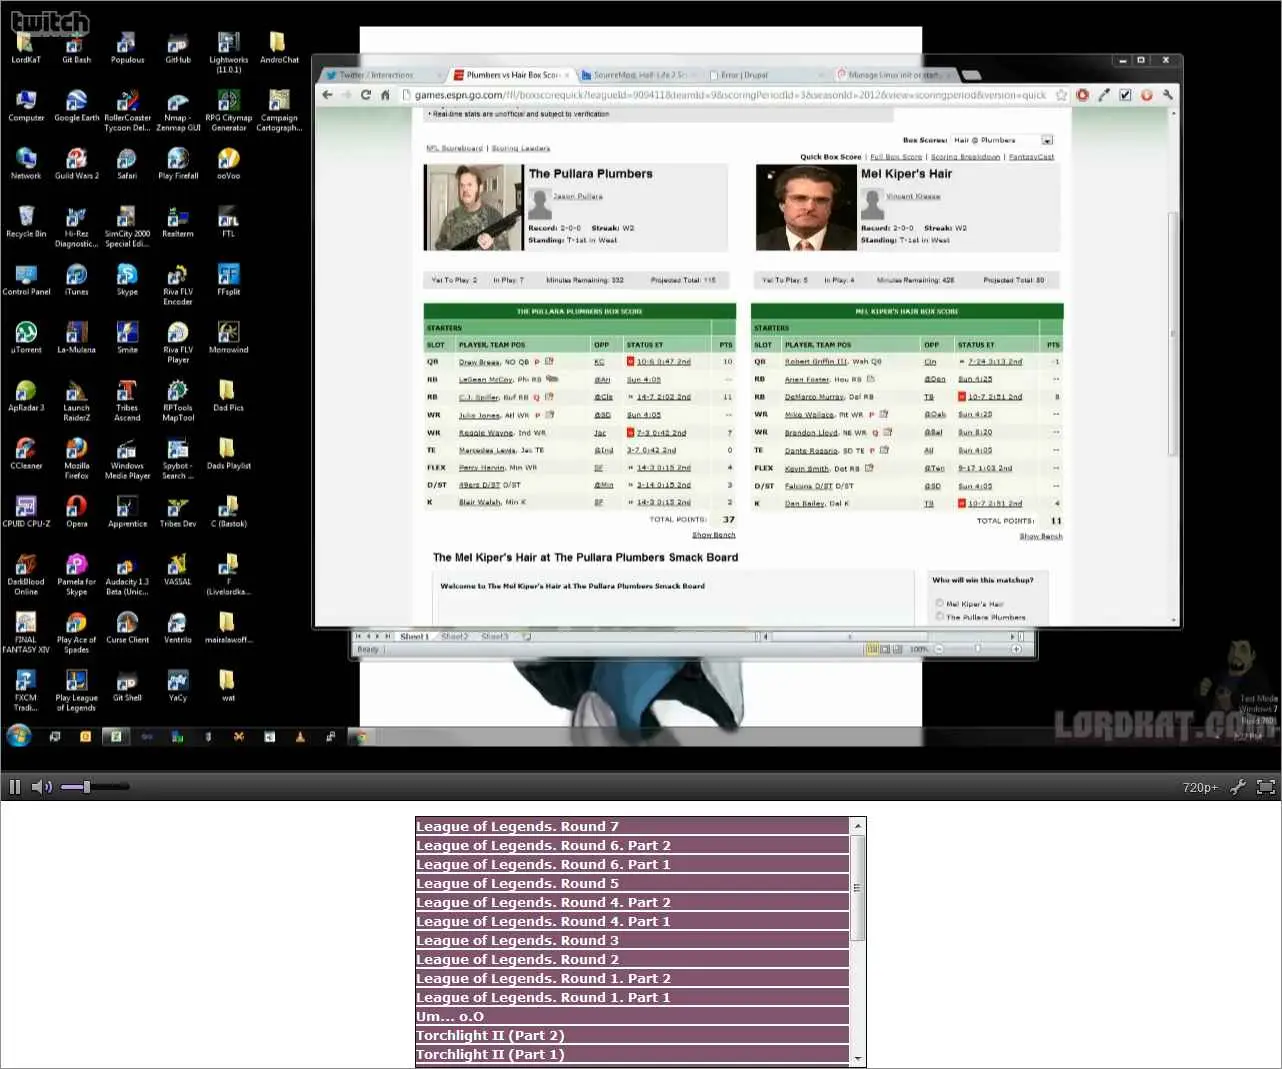 twitch
LordKaT
Git Bash
Populous
GitHub
Lightworks (11.0.1)
AndroChat
Computer
Google Earth
RollerCoaster Tycoon Del...
Nmap - Zenmap GUI
RPG Citymap Generator
Campaign Cartograph...
Network
Guild Wars 2
Safari
Play Firefall
ooVoo
Recycle Bin
Hi-Rez Diagnostic...
SimCity 2000 Special Edi...
Realterm
FTL
Control Panel
iTunes
Skype
Riva FLV Encoder
FFsplit
µTorrent
La-Mulana
Smite
Riva FLV Player
Morrowind
ApRadar 3
Launch RaiderZ
Tribes Ascend
RPTools MapTool
Dad Pics
CCleaner
Mozilla Firefox
Windows Media Player
Spybot - Search ...
Dads Playlist
CPUID CPU-Z
Opera
Apprentice
Tribes Dev
C (Bastok)
DarkBlood Online
Pamela for Skype
Audacity 1.3 Beta (Unic...
VASSAL
F (Livelordka...
FINAL FANTASY XIV
Play Ace of Spades
Curse Client
Ventrilo
mairalawoff...
FXCM Tradi...
Play League of Legends
Git Shell
YaCy
wat
Twitter / Interactions
Plumbers vs Hair Box Scor
SourceMod: Half-Life 2 Sc
Error | Drupal
Manage Linux init or start
games.espn.go.com/ffl/boxscorequick?leagueId=909411&teamId=9&scoringPeriodId=3&seasonId=2012&view=scoringperiod&version=quick
• Real-time stats are unofficial and subject to verification
Box Scores: Hair @ Plumbers
NFL Scoreboard | Scoring Leaders
Quick Box Score | Full Box Score | Scoring Breakdown | FantasyCast
The Pullara Plumbers
Jason Pullara
Record: 2-0-0 Streak: W2
Standing: T-1st in West
Mel Kiper's Hair
Vincent Krause
Record: 2-0-0 Streak: W2
Standing: T-1st in West
Yet To Play: 2 In Play: 7 Minutes Remaining: 332 Projected Total: 115
Yet To Play: 5 In Play: 4 Minutes Remaining: 428 Projected Total: 80
THE PULLARA PLUMBERS BOX SCORE
STARTERS
SLOT PLAYER, TEAM POS OPP STATUS ET PTS
QB Drew Brees, NO QB P KC 10-6 0:47 2nd 10
RB LeSean McCoy, Phi RB @Ari Sun 4:05 --
RB C.J. Spiller, Buf RB Q @Cle 14-7 2:02 2nd 11
WR Julio Jones, Atl WR P @SD Sun 4:05 --
WR Reggie Wayne, Ind WR Jac 7-3 0:42 2nd 7
TE Mercedes Lewis, Jac TE @Ind 3-7 0:42 2nd 0
FLEX Percy Harvin, Min WR SF 14-3 0:15 2nd 4
D/ST 49ers D/ST D/ST @Min 3-14 0:15 2nd 3
K Blair Walsh, Min K SF 14-3 0:15 2nd 2
TOTAL POINTS: 37
Show Bench
MEL KIPER'S HAIR BOX SCORE
STARTERS
SLOT PLAYER, TEAM POS OPP STATUS ET PTS
QB Robert Griffin III, Wsh QB Cin 7-24 3:13 2nd -1
RB Arian Foster, Hou RB @Den Sun 4:25 --
RB DeMarco Murray, Dal RB TB 10-7 2:51 2nd 8
WR Mike Wallace, Pit WR P @Oak Sun 4:25 --
WR Brandon Lloyd, NE WR Q @Bal Sun 8:20 --
TE Dante Rosario, SD TE P Atl Sun 4:05 --
FLEX Kevin Smith, Det RB @Ten 9-17 1:03 2nd --
D/ST Falcons D/ST D/ST @SD Sun 4:05 --
K Dan Bailey, Dal K TB 10-7 2:51 2nd 4
TOTAL POINTS: 11
Show Bench
The Mel Kiper's Hair at The Pullara Plumbers Smack Board
Welcome to The Mel Kiper's Hair at The Pullara Plumbers Smack Board
Who will win this matchup?
Mel Kiper's Hair
The Pullara Plumbers
Sheet1 Sheet2 Sheet3
Ready
100%
Test Mode
Windows 7
LORDKAT.COM
720p+
League of Legends. Round 7
League of Legends. Round 6. Part 2
League of Legends. Round 6. Part 1
League of Legends. Round 5
League of Legends. Round 4. Part 2
League of Legends. Round 4. Part 1
League of Legends. Round 3
League of Legends. Round 2
League of Legends. Round 1. Part 2
League of Legends. Round 1. Part 1
Um... o.O
Torchlight II (Part 2)
Torchlight II (Part 1)